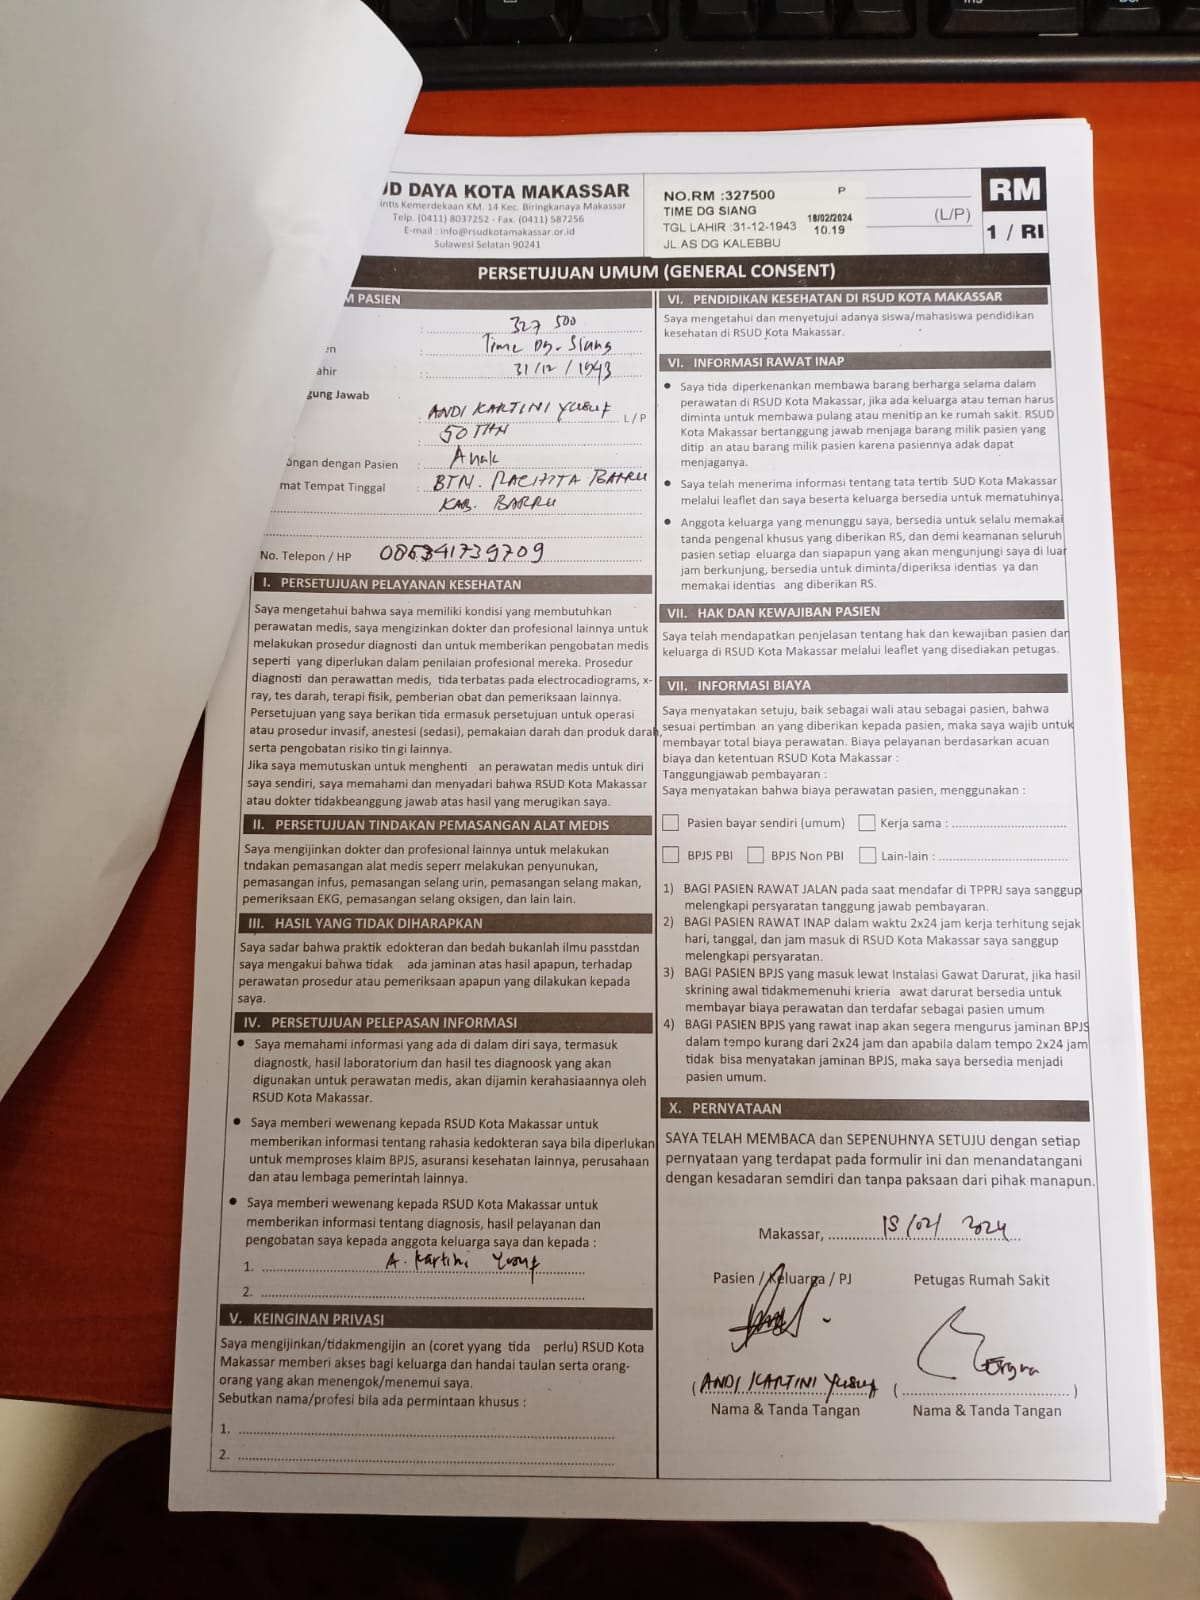 UD DAYA KOTA MAKASSAR
intis Kemerdekaan KM. 14 Kec. Biringkanaya Makassar
Telp. (0411) 8037252 - Fax. (0411) 587256
E-mail : info@rsudkotamakassar.or.id
Sulawesi Selatan 90241
NO.RM :327500 P
TIME DG SIANG
TGL LAHIR :31-12-1943
JL.AS DG KALEBBU
18/02/2024
10.19
(L/P)
RM
1 / RI
PERSETUJUAN UMUM (GENERAL CONSENT)
M PASIEN
: 327 500
en : Time Dg. Siang
ahir : 31/12/1943
gung Jawab
: ANDI KARTINI YUSUF L/P
: 50 THN
angan dengan Pasien : Anak
mat Tempat Tinggal : BTN.
KAB. BARRU
No. Telepon / HP
I. PERSETUJUAN PELAYANAN KESEHATAN
Saya mengetahui bahwa saya memiliki kondisi yang membutuhkan
perawatan medis, saya mengizinkan dokter dan profesional lainnya untuk
melakukan prosedur diagnosti dan untuk memberikan pengobatan medis
seperti yang diperlukan dalam penilaian profesional mereka. Prosedur
diagnosti dan perawattan medis, tida terbatas pada electrocadiograms, x-
ray, tes darah, terapi fisik, pemberian obat dan pemeriksaan lainnya.
Persetujuan yang saya berikan tida ermasuk persetujuan untuk operasi
atau prosedur invasif, anestesi (sedasi), pemakaian darah dan produk darah,
serta pengobatan risiko tin gi lainnya.
Jika saya memutuskan untuk menghenti an perawatan medis untuk diri
saya sendiri, saya memahami dan menyadari bahwa RSUD Kota Makassar
atau dokter tidakbeanggung jawab atas hasil yang merugikan saya.
II. PERSETUJUAN TINDAKAN PEMASANGAN ALAT MEDIS
Saya mengijinkan dokter dan profesional lainnya untuk melakukan
tndakan pemasangan alat medis seperr melakukan penyunukan,
pemasangan infus, pemasangan selang urin, pemasangan selang makan,
pemeriksaan EKG, pemasangan selang oksigen, dan lain lain.
III. HASIL YANG TIDAK DIHARAPKAN
Saya sadar bahwa praktik edokteran dan bedah bukanlah ilmu passtdan
saya mengakui bahwa tidak ada jaminan atas hasil apapun, terhadap
perawatan prosedur atau pemeriksaan apapun yang dilakukan kepada
saya.
IV. PERSETUJUAN PELEPASAN INFORMASI
• Saya memahami informasi yang ada di dalam diri saya, termasuk
diagnostk, hasil laboratorium dan hasil tes diagnoosk yang akan
digunakan untuk perawatan medis, akan dijamin kerahasiaannya oleh
RSUD Kota Makassar.
• Saya memberi wewenang kepada RSUD Kota Makassar untuk
memberikan informasi tentang rahasia kedokteran saya bila diperlukan
untuk memproses klaim BPJS, asuransi kesehatan lainnya, perusahaan
dan atau lembaga pemerintah lainnya.
• Saya memberi wewenang kepada RSUD Kota Makassar untuk
memberikan informasi tentang diagnosis, hasil pelayanan dan
pengobatan saya kepada anggota keluarga saya dan kepada :
1. A. Kartini Yusuf
2.
V. KEINGINAN PRIVASI
Saya mengijinkan/tidakmengijin an (coret yyang tida perlu) RSUD Kota
Makassar memberi akses bagi keluarga dan handai taulan serta orang-
orang yang akan menengok/menemui saya.
Sebutkan nama/profesi bila ada permintaan khusus :
1.
2.
VI. PENDIDIKAN KESEHATAN DI RSUD KOTA MAKASSAR
Saya mengetahui dan menyetujui adanya siswa/mahasiswa pendidikan
kesehatan di RSUD Kota Makassar.
VI. INFORMASI RAWAT INAP
• Saya tida diperkenankan membawa barang berharga selama dalam
perawatan di RSUD Kota Makassar, jika ada keluarga atau teman harus
diminta untuk membawa pulang atau menitip an ke rumah sakit. RSUD
Kota Makassar bertanggung jawab menjaga barang milik pasien yang
ditip an atau barang milik pasien karena pasiennya adak dapat
menjaganya.
• Saya telah menerima informasi tentang tata tertib SUD Kota Makassar
melalui leaflet dan saya beserta keluarga bersedia untuk mematuhinya.
• Anggota keluarga yang menunggu saya, bersedia untuk selalu memakai
tanda pengenal khusus yang diberikan RS, dan demi keamanan seluruh
pasien setiap eluarga dan siapapun yang akan mengunjungi saya di luar
jam berkunjung, bersedia untuk diminta/diperiksa identias ya dan
memakai identias ang diberikan RS.
VII. HAK DAN KEWAJIBAN PASIEN
Saya telah mendapatkan penjelasan tentang hak dan kewajiban pasien dan
keluarga di RSUD Kota Makassar melalui leaflet yang disediakan petugas.
VII. INFORMASI BIAYA
Saya menyatakan setuju, baik sebagai wali atau sebagai pasien, bahwa
sesuai pertimban an yang diberikan kepada pasien, maka saya wajib untuk
membayar total biaya perawatan. Biaya pelayanan berdasarkan acuan
biaya dan ketentuan RSUD Kota Makassar :
Tanggungjawab pembayaran :
Saya menyatakan bahwa biaya perawatan pasien, menggunakan :
Pasien bayar sendiri (umum) Kerja sama :
BPJS PBI BPJS Non PBI Lain-lain :
1) BAGI PASIEN RAWAT JALAN pada saat mendafar di TPPRJ saya sanggup
melengkapi persyaratan tanggung jawab pembayaran.
2) BAGI PASIEN RAWAT INAP dalam waktu 2x24 jam kerja terhitung sejak
hari, tanggal, dan jam masuk di RSUD Kota Makassar saya sanggup
melengkapi persyaratan.
3) BAGI PASIEN BPJS yang masuk lewat Instalasi Gawat Darurat, jika hasil
skrining awal tidakmemenuhi krieria awat darurat bersedia untuk
membayar biaya perawatan dan terdafar sebagai pasien umum
4) BAGI PASIEN BPJS yang rawat inap akan segera mengurus jaminan BPJS
dalam tempo kurang dari 2x24 jam dan apabila dalam tempo 2x24 jam
tidak bisa menyatakan jaminan BPJS, maka saya bersedia menjadi
pasien umum.
X. PERNYATAAN
SAYA TELAH MEMBACA dan SEPENUHNYA SETUJU dengan setiap
pernyataan yang terdapat pada formulir ini dan menandatangani
dengan kesadaran semdiri dan tanpa paksaan dari pihak manapun.
Makassar, 18/02/ 2024
Pasien / Keluarga / PJ Petugas Rumah Sakit
(ANDI KARTINI YUSUF ( )
Nama & Tanda Tangan Nama & Tanda Tangan